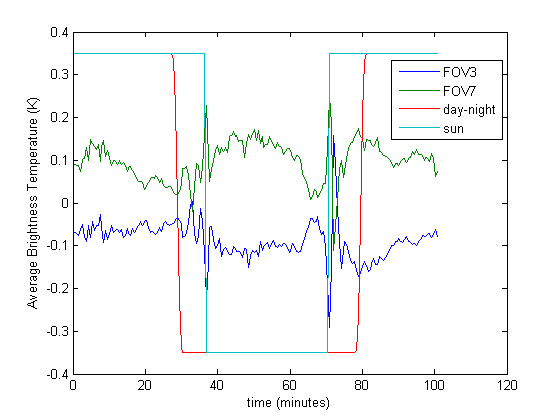 0.4
0.3
0.2
0.1
0
-0.1
-0.2
-0.3
-0.4
Average Brightness Temperature (K)
FOV3
FOV7
day-night
sun
0 20 40 60 80 100 120
time (minutes)